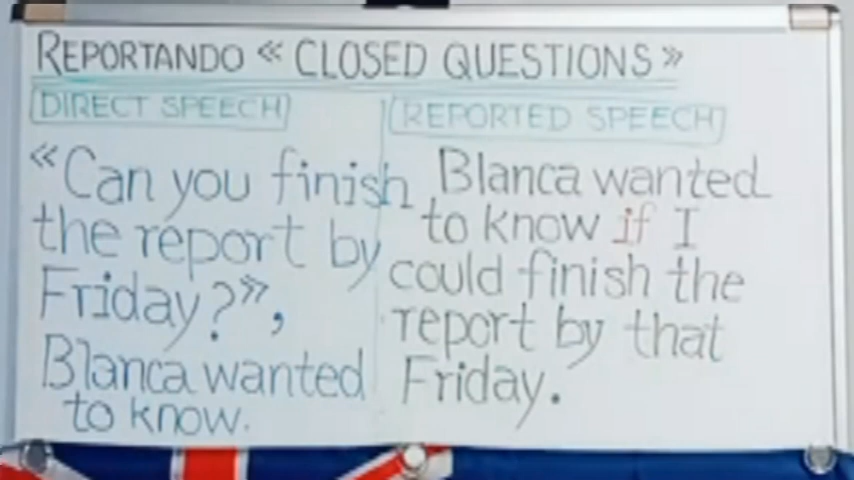 REPORTANDO « CLOSED QUESTIONS »
DIRECT SPEECH
«Can you finish
the report by
Friday?»,
Blanca wanted
to know.
REPORTED SPEECH
Blanca wanted
to know if I
could finish the
report by that
Friday.